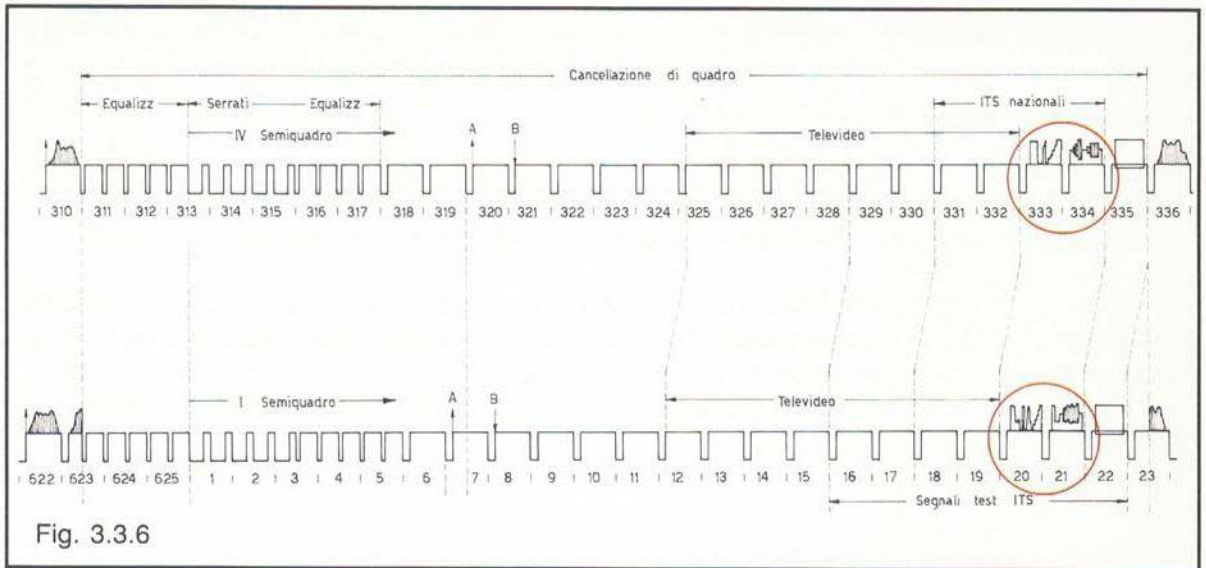 Cancellazione di quadro
Equalizz Serrati Equalizz ITS nazionali
IV Semiquadro A B Televideo
310 311 312 313 314 315 316 317 318 319 320 321 322 323 324 325 326 327 328 329 330 331 332 333 334 335 336
I Semiquadro A B Televideo
622 623 624 625 1 2 3 4 5 6 7 8 9 10 11 12 13 14 15 16 17 18 19 20 21 22 23
Segnali test ITS
Fig. 3.3.6